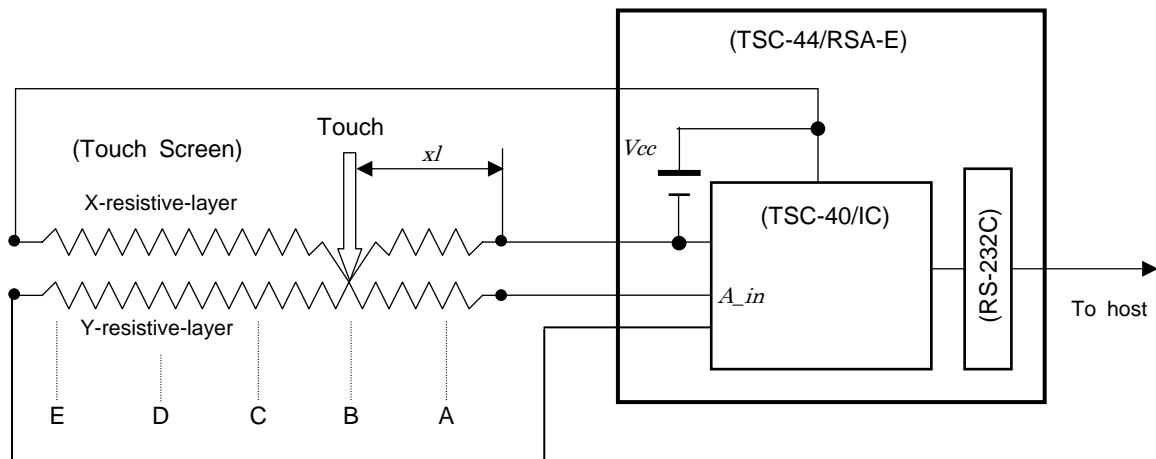 (TSC-44/RSA-E)
Touch
(Touch Screen)
xl
Vcc
X-resistive-layer
(TSC-40/IC)
(RS-232C)
A_in
To host
Y-resistive-layer
E D C B A